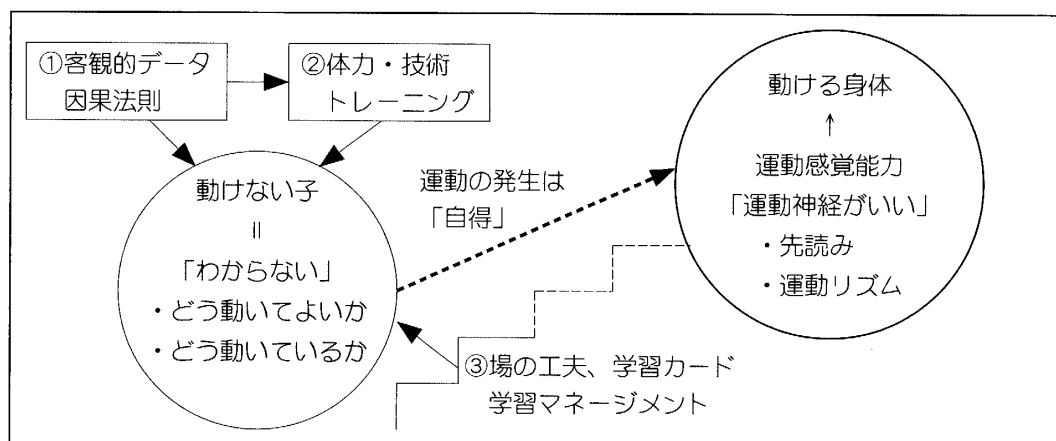 ①客観的データ
因果法則
②体力・技術
トレーニング
動けない子
＝
「わからない」
・どう動いてよいか
・どう動いているか
運動の発生は
「自得」
③場の工夫、学習カード
学習マネージメント
動ける身体
↑
運動感覚能力
「運動神経がいい」
・先読み
・運動リズム